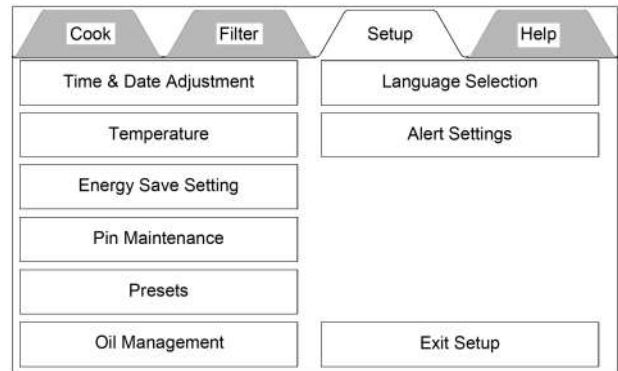 Cook
Filter
Setup
Help
Time & Date Adjustment
Language Selection
Temperature
Alert Settings
Energy Save Setting
Pin Maintenance
Presets
Oil Management
Exit Setup